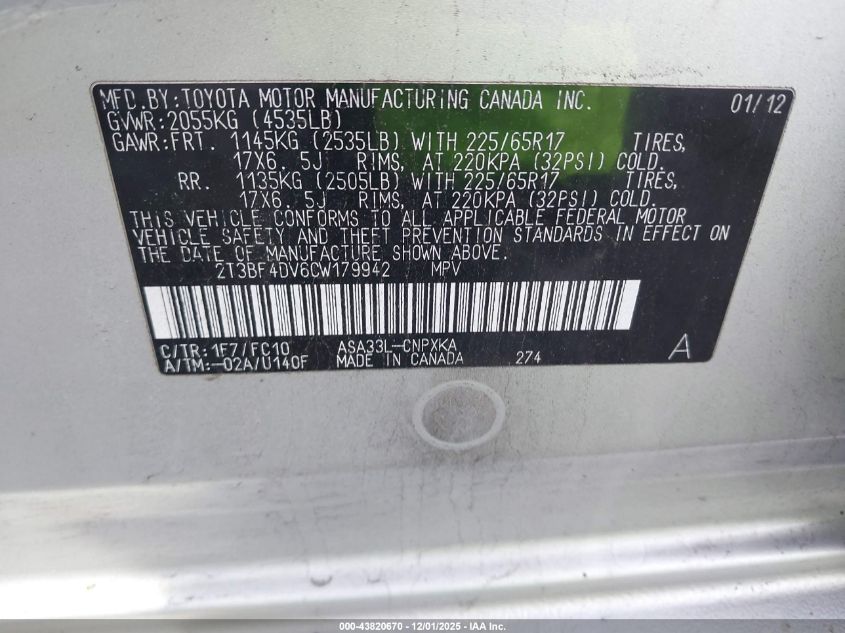 MFD.BY:TOYOTA MOTOR MANUFACTURING CANADA INC. 01/12
GVWR:2055KG (4535LB)
GAWR:FRT. 1145KG (2535LB) WITH 225/65R17 TIRES,
17X6. 5J RIMS, AT 220KPA (32PSI) COLD.
RR. 1135KG (2505LB) WITH 225/65R17 TIRES,
17X6. 5J RIMS, AT 220KPA (32PSI) COLD.
THIS VEHICLE CONFORMS TO ALL APPLICABLE FEDERAL MOTOR
VEHICLE SAFETY AND THEFT PREVENTION STANDARDS IN EFFECT ON
THE DATE OF MANUFACTURE SHOWN ABOVE.
2T3BF4DV6CW179942 MPV
C/TR:1F7/FC10 ASA33L-CNPXKA
A/TM:-02A/U140F MADE IN CANADA 274 A
000-43820670 - 12/01/2025 - IAA Inc.